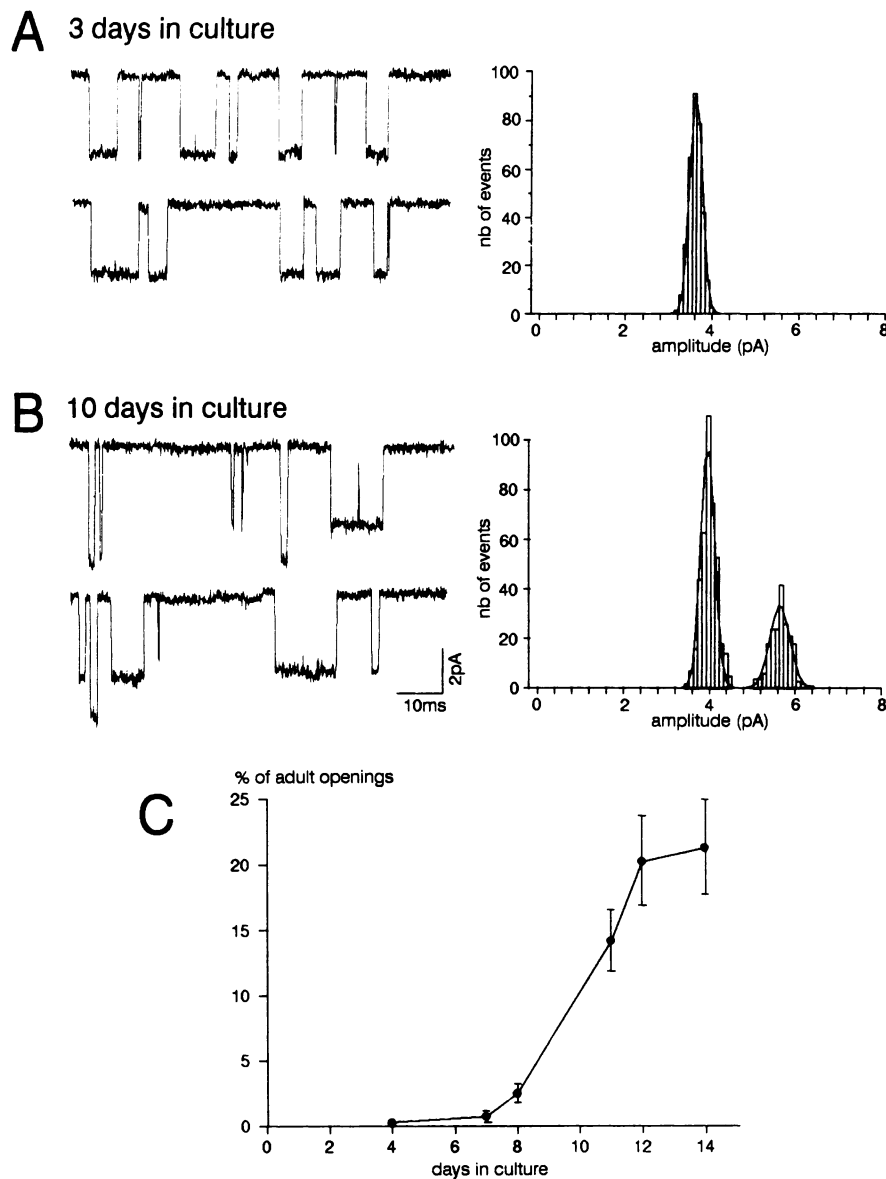 A 3 days in culture
100
80
60
40
20
0
nb of events
0 2 4 6 8
amplitude (pA)
B 10 days in culture
2pA
10ms
100
80
60
40
20
0
nb of events
0 2 4 6 8
amplitude (pA)
C
% of adult openings
25
20
15
10
5
0
0 2 4 6 8 10 12 14
days in culture